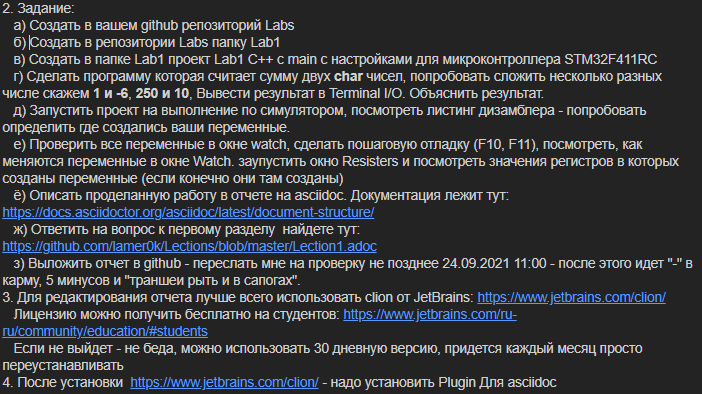 2. Задание:
а) Создать в вашем github репозиторий Labs
б) Создать в репозитории Labs папку Lab1
в) Создать в папке Lab1 проект Lab1 C++ с main с настройками для микроконтроллера STM32F411RC
г) Сделать программу которая считает сумму двух char чисел, попробовать сложить несколько разных
числе скажем 1 и -6, 250 и 10, Вывести результат в Terminal I/O. Объяснить результат.
д) Запустить проект на выполнение по симулятором, посмотреть листинг дизамблера - попробовать
определить где создались ваши переменные.
е) Проверить все переменные в окне watch, сделать пошаговую отладку (F10, F11), посмотреть, как
меняются переменные в окне Watch. заупустить окно Resisters и посмотреть значения регистров в которых
созданы переменные (если конечно они там созданы)
ё) Описать проделанную работу в отчете на asciidoc. Документация лежит тут:
https://docs.asciidoctor.org/asciidoc/latest/document-structure/
ж) Ответить на вопрос к первому разделу найдете тут:
https://github.com/lamer0k/Lections/blob/master/Lection1.adoc
з) Выложить отчет в github - переслать мне на проверку не позднее 24.09.2021 11:00 - после этого идет "-" в
карму, 5 минусов и "траншеи рыть и в сапогах".
3. Для редактирования отчета лучше всего использовать clion от JetBrains: https://www.jetbrains.com/clion/
Лицензию можно получить бесплатно на студентов: https://www.jetbrains.com/ru-
ru/community/education/#students
Если не выйдет - не беда, можно использовать 30 дневную версию, придется каждый месяц просто
переустанавливать
4. После установки https://www.jetbrains.com/clion/ - надо установить Plugin Для asciidoc